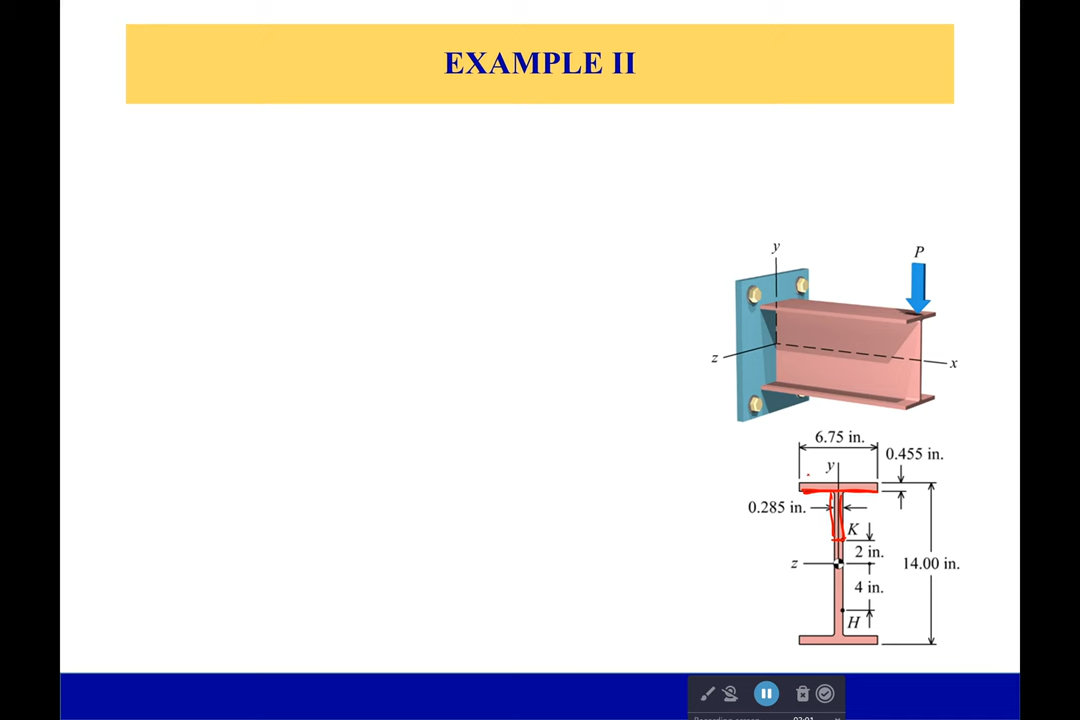 EXAMPLE II
y
P
z
x
6.75 in.
0.455 in.
y
0.285 in.
K
2 in.
z
14.00 in.
4 in.
H